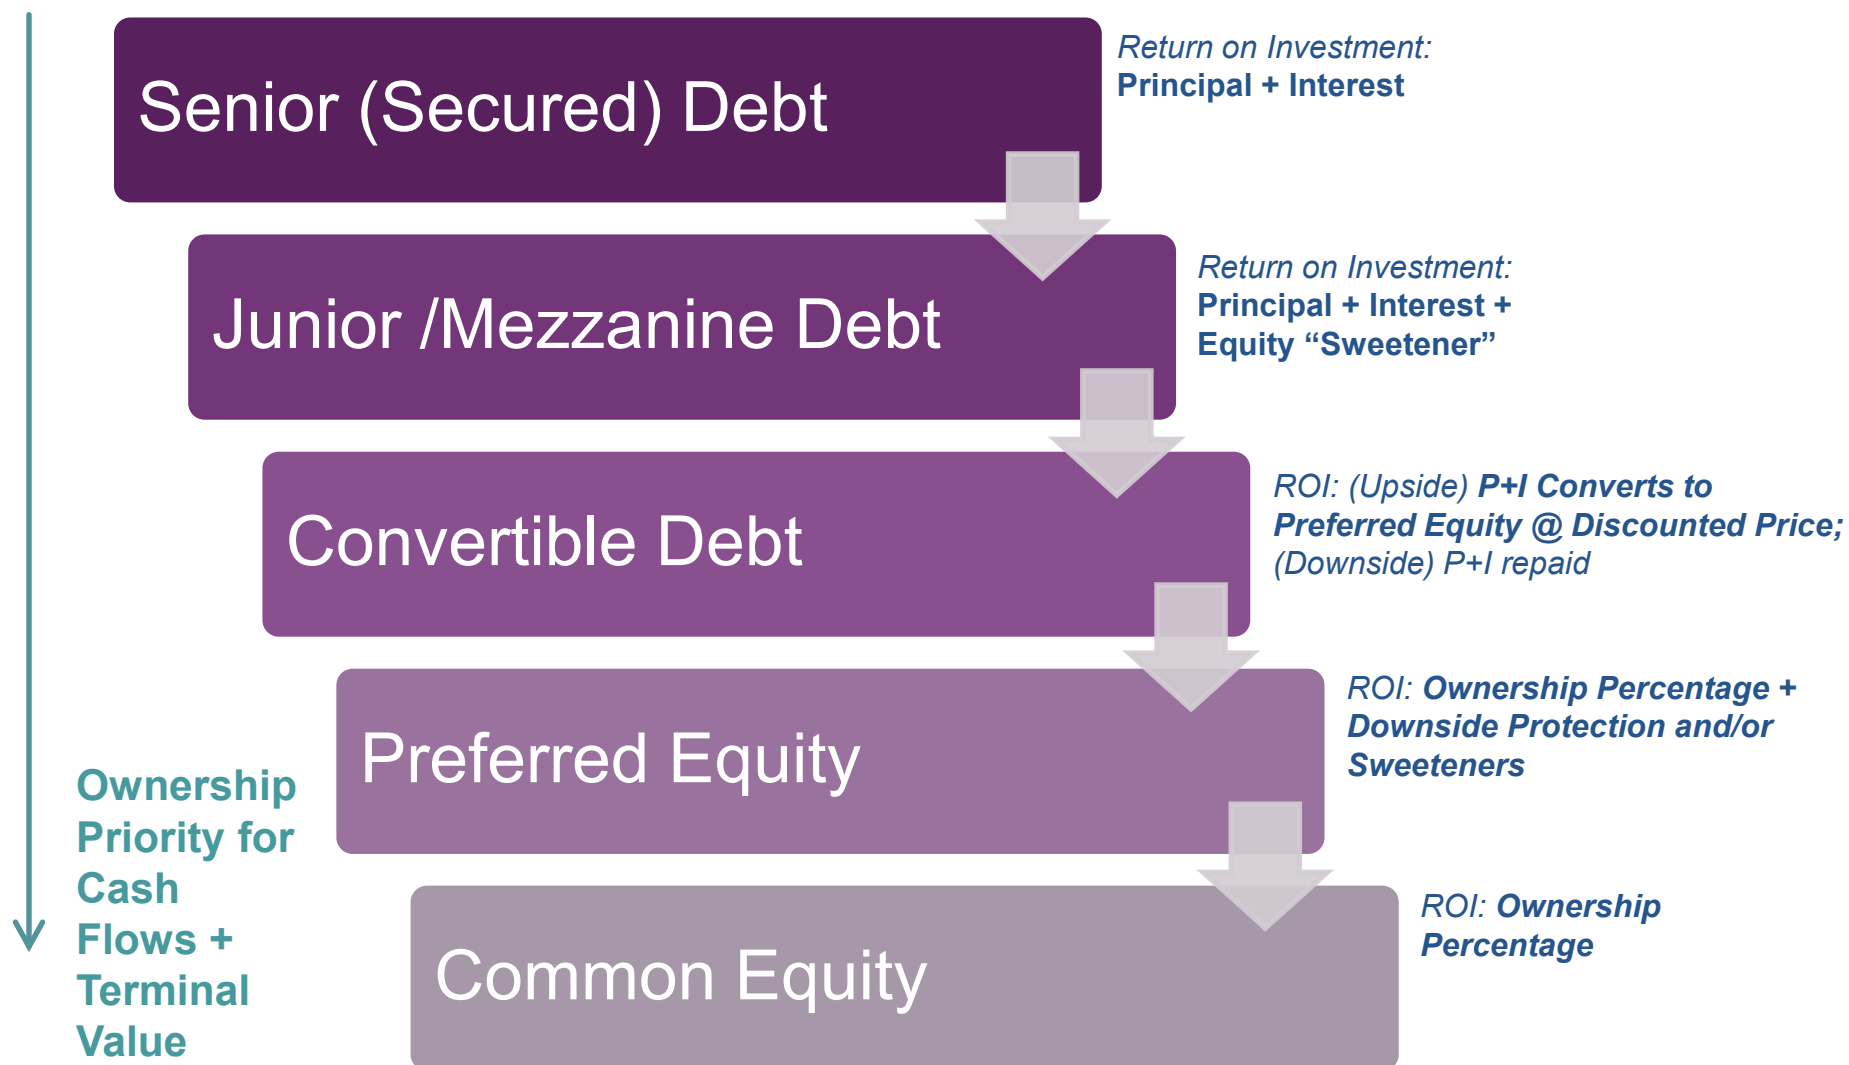 Senior (Secured) Debt
Return on Investment:
Principal + Interest
Junior /Mezzanine Debt
Return on Investment:
Principal + Interest +
Equity “Sweetener”
Convertible Debt
ROI: (Upside) P+I Converts to
Preferred Equity @ Discounted Price;
(Downside) P+I repaid
Preferred Equity
ROI: Ownership Percentage +
Downside Protection and/or
Sweeteners
Common Equity
ROI: Ownership
Percentage
Ownership
Priority for
Cash
Flows +
Terminal
Value